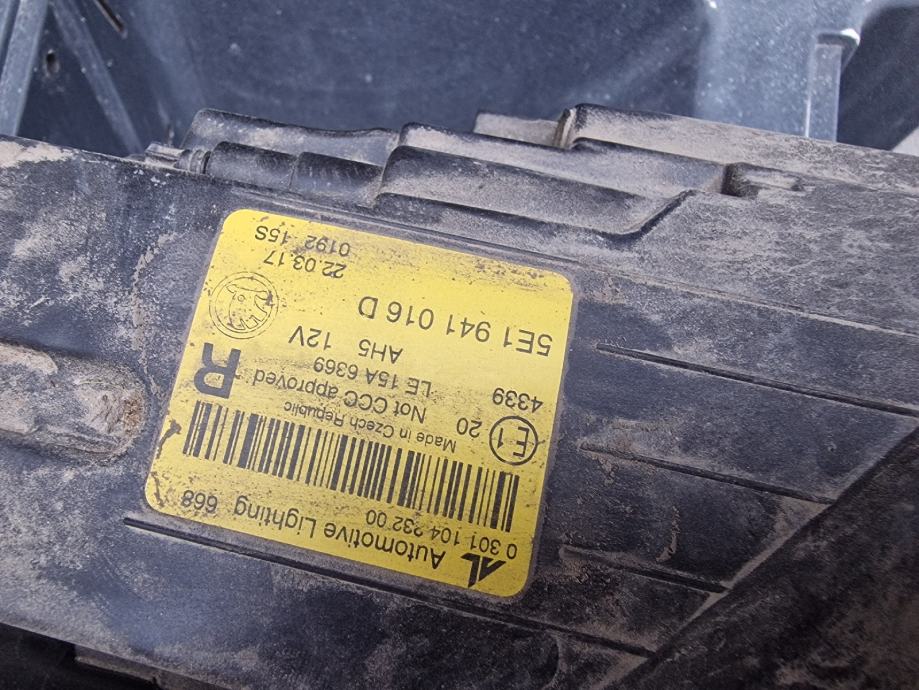 Automotive Lighting 668
0 301 104 232 00
Made in Czech Republic
E1 20
Not CCC approved
R
4339
LE 15A 6369
AH5 12V
5E1 941 016 D
22.03.17
0192 15S